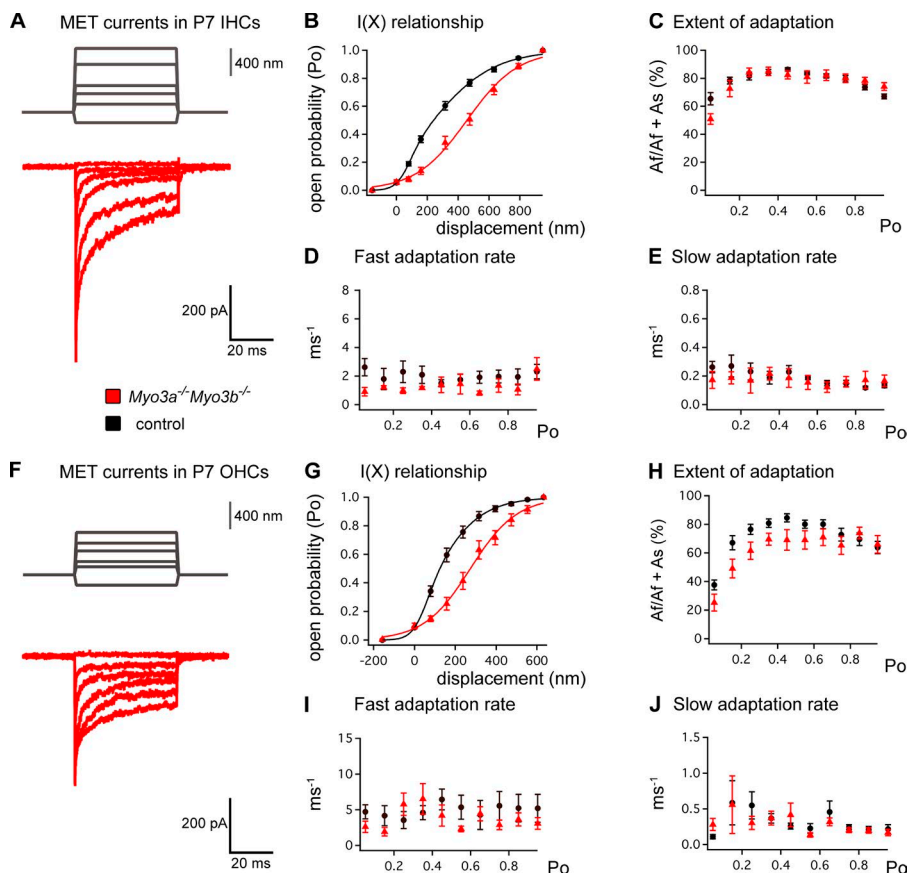 A MET currents in P7 IHCs
400 nm
200 pA
20 ms
Myo3a-/-Myo3b-/-
control
B I(X) relationship
open probability (Po)
1.0
0.8
0.6
0.4
0.2
0.0
0 200 400 600 800
displacement (nm)
C Extent of adaptation
Af/Af + As (%)
100
80
60
40
20
0
0.2 0.4 0.6 0.8
Po
D Fast adaptation rate
ms-1
8
6
4
2
0
0.2 0.4 0.6 0.8
Po
E Slow adaptation rate
ms-1
0.8
0.6
0.4
0.2
0.0
0.2 0.4 0.6 0.8
Po
F MET currents in P7 OHCs
400 nm
200 pA
20 ms
G I(X) relationship
open probability (Po)
1.0
0.8
0.6
0.4
0.2
0.0
-200 0 200 400 600
displacement (nm)
H Extent of adaptation
Af/Af + As (%)
100
80
60
40
20
0
0.2 0.4 0.6 0.8
Po
I Fast adaptation rate
ms-1
15
10
5
0
0.2 0.4 0.6 0.8
Po
J Slow adaptation rate
ms-1
1.5
1.0
0.5
0.0
0.2 0.4 0.6 0.8
Po